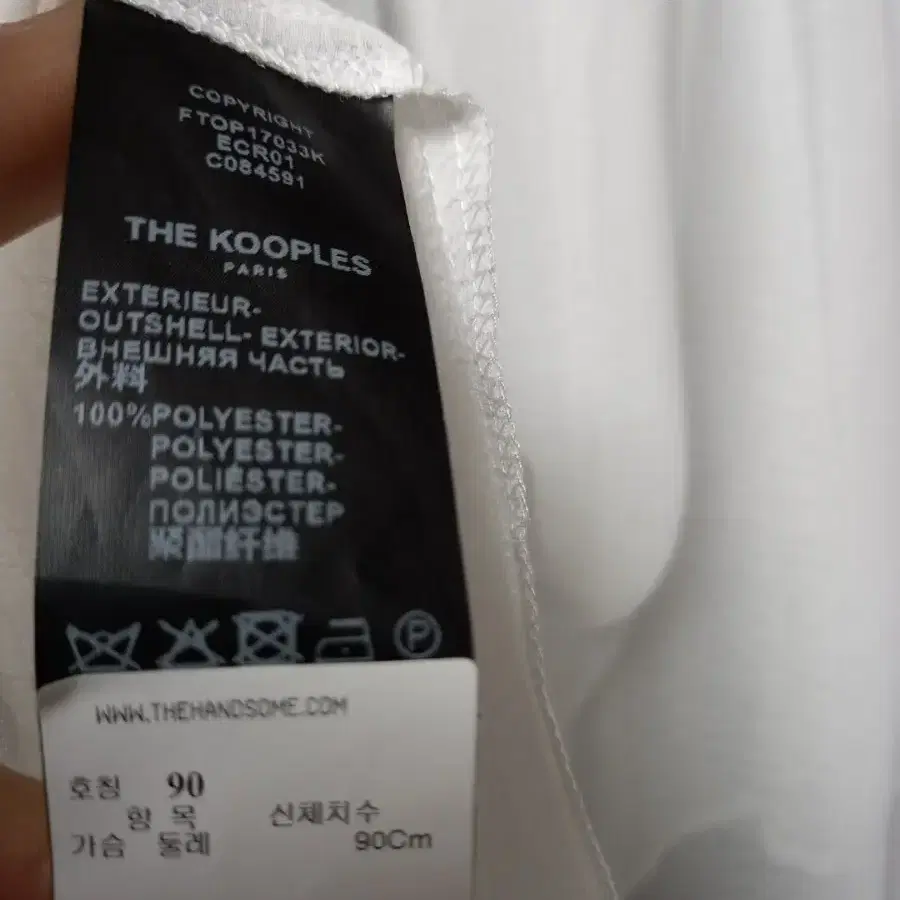 COPYRIGHT
FTOP17033K
ECR01
C084591
THE KOOPLES
PARIS
EXTERIEUR-
OUTSHELL- EXTERIOR-
ВНЕШНЯЯ ЧАСТЬ
外料
100%POLYESTER-
POLYESTER-
POLIÉSTER-
ПОЛИЭСТЕР
聚酯纤维
P
WWW.THEHANDSOME.COM
호칭 90
항 목 신체치수
가슴 둘레 90Cm